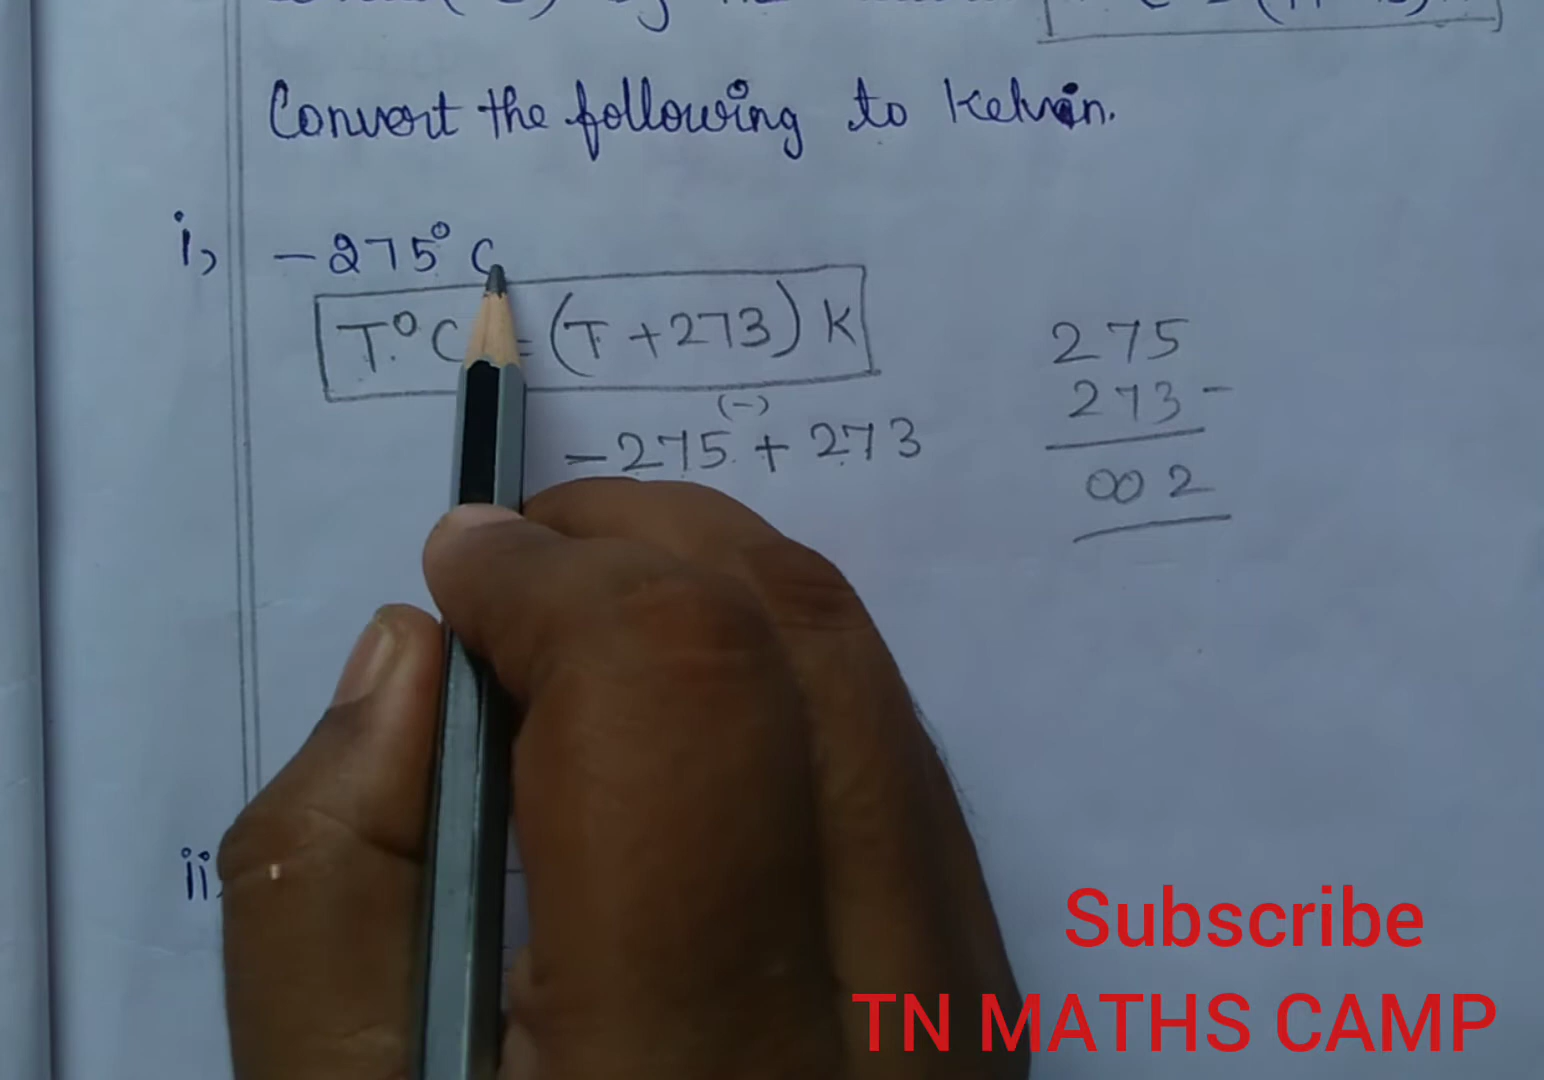 Convert the following to Kelvin.
i, -275° C
T°C = (T + 273) K
(-)
-275 + 273
275
273 -
002
ii,
Subscribe
TN MATHS CAMP